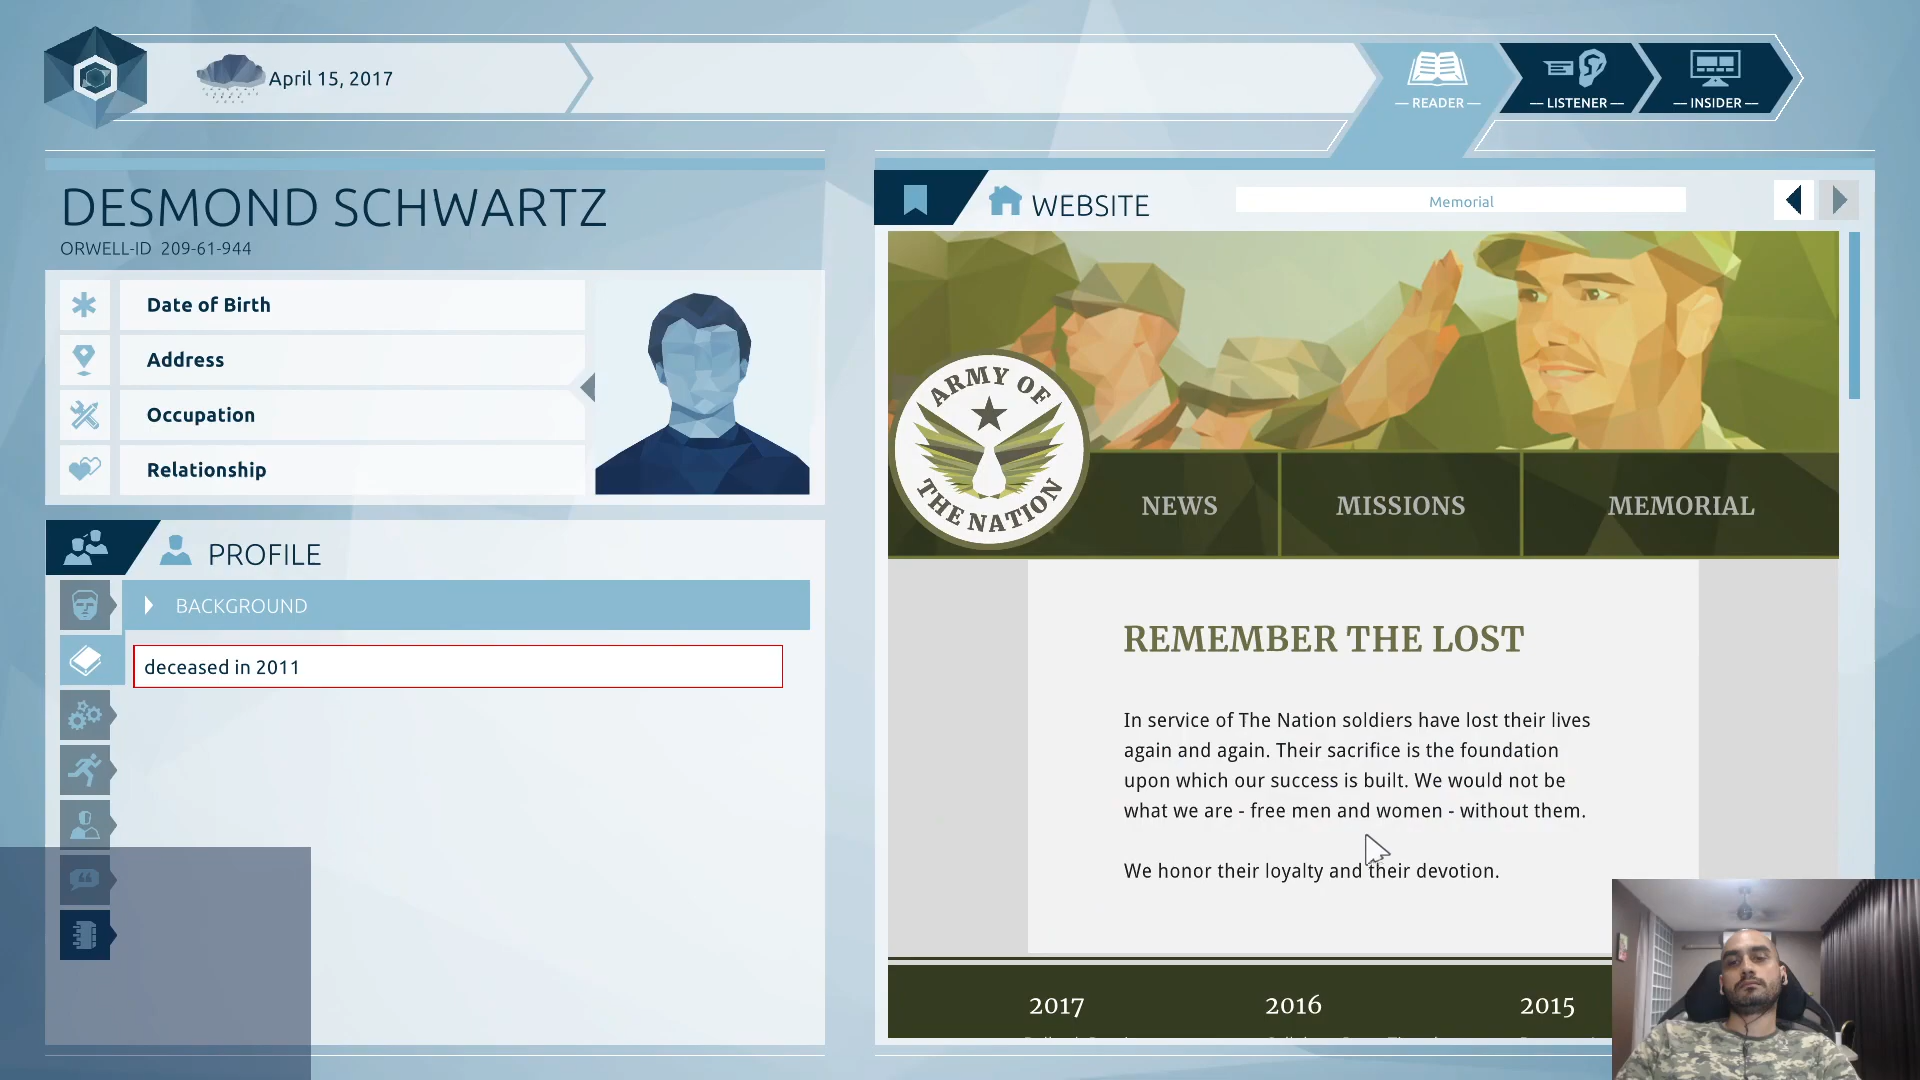 April 15, 2017
READER
LISTENER
INSIDER
DESMOND SCHWARTZ
ORWELL-ID 209-61-944
Date of Birth
Address
Occupation
Relationship
PROFILE
BACKGROUND
deceased in 2011
WEBSITE
Memorial
ARMY OF
THE NATION
NEWS
MISSIONS
MEMORIAL
REMEMBER THE LOST
In service of The Nation soldiers have lost their lives
again and again. Their sacrifice is the foundation
upon which our success is built. We would not be
what we are - free men and women - without them.
We honor their loyalty and their devotion.
2017
2016
2015